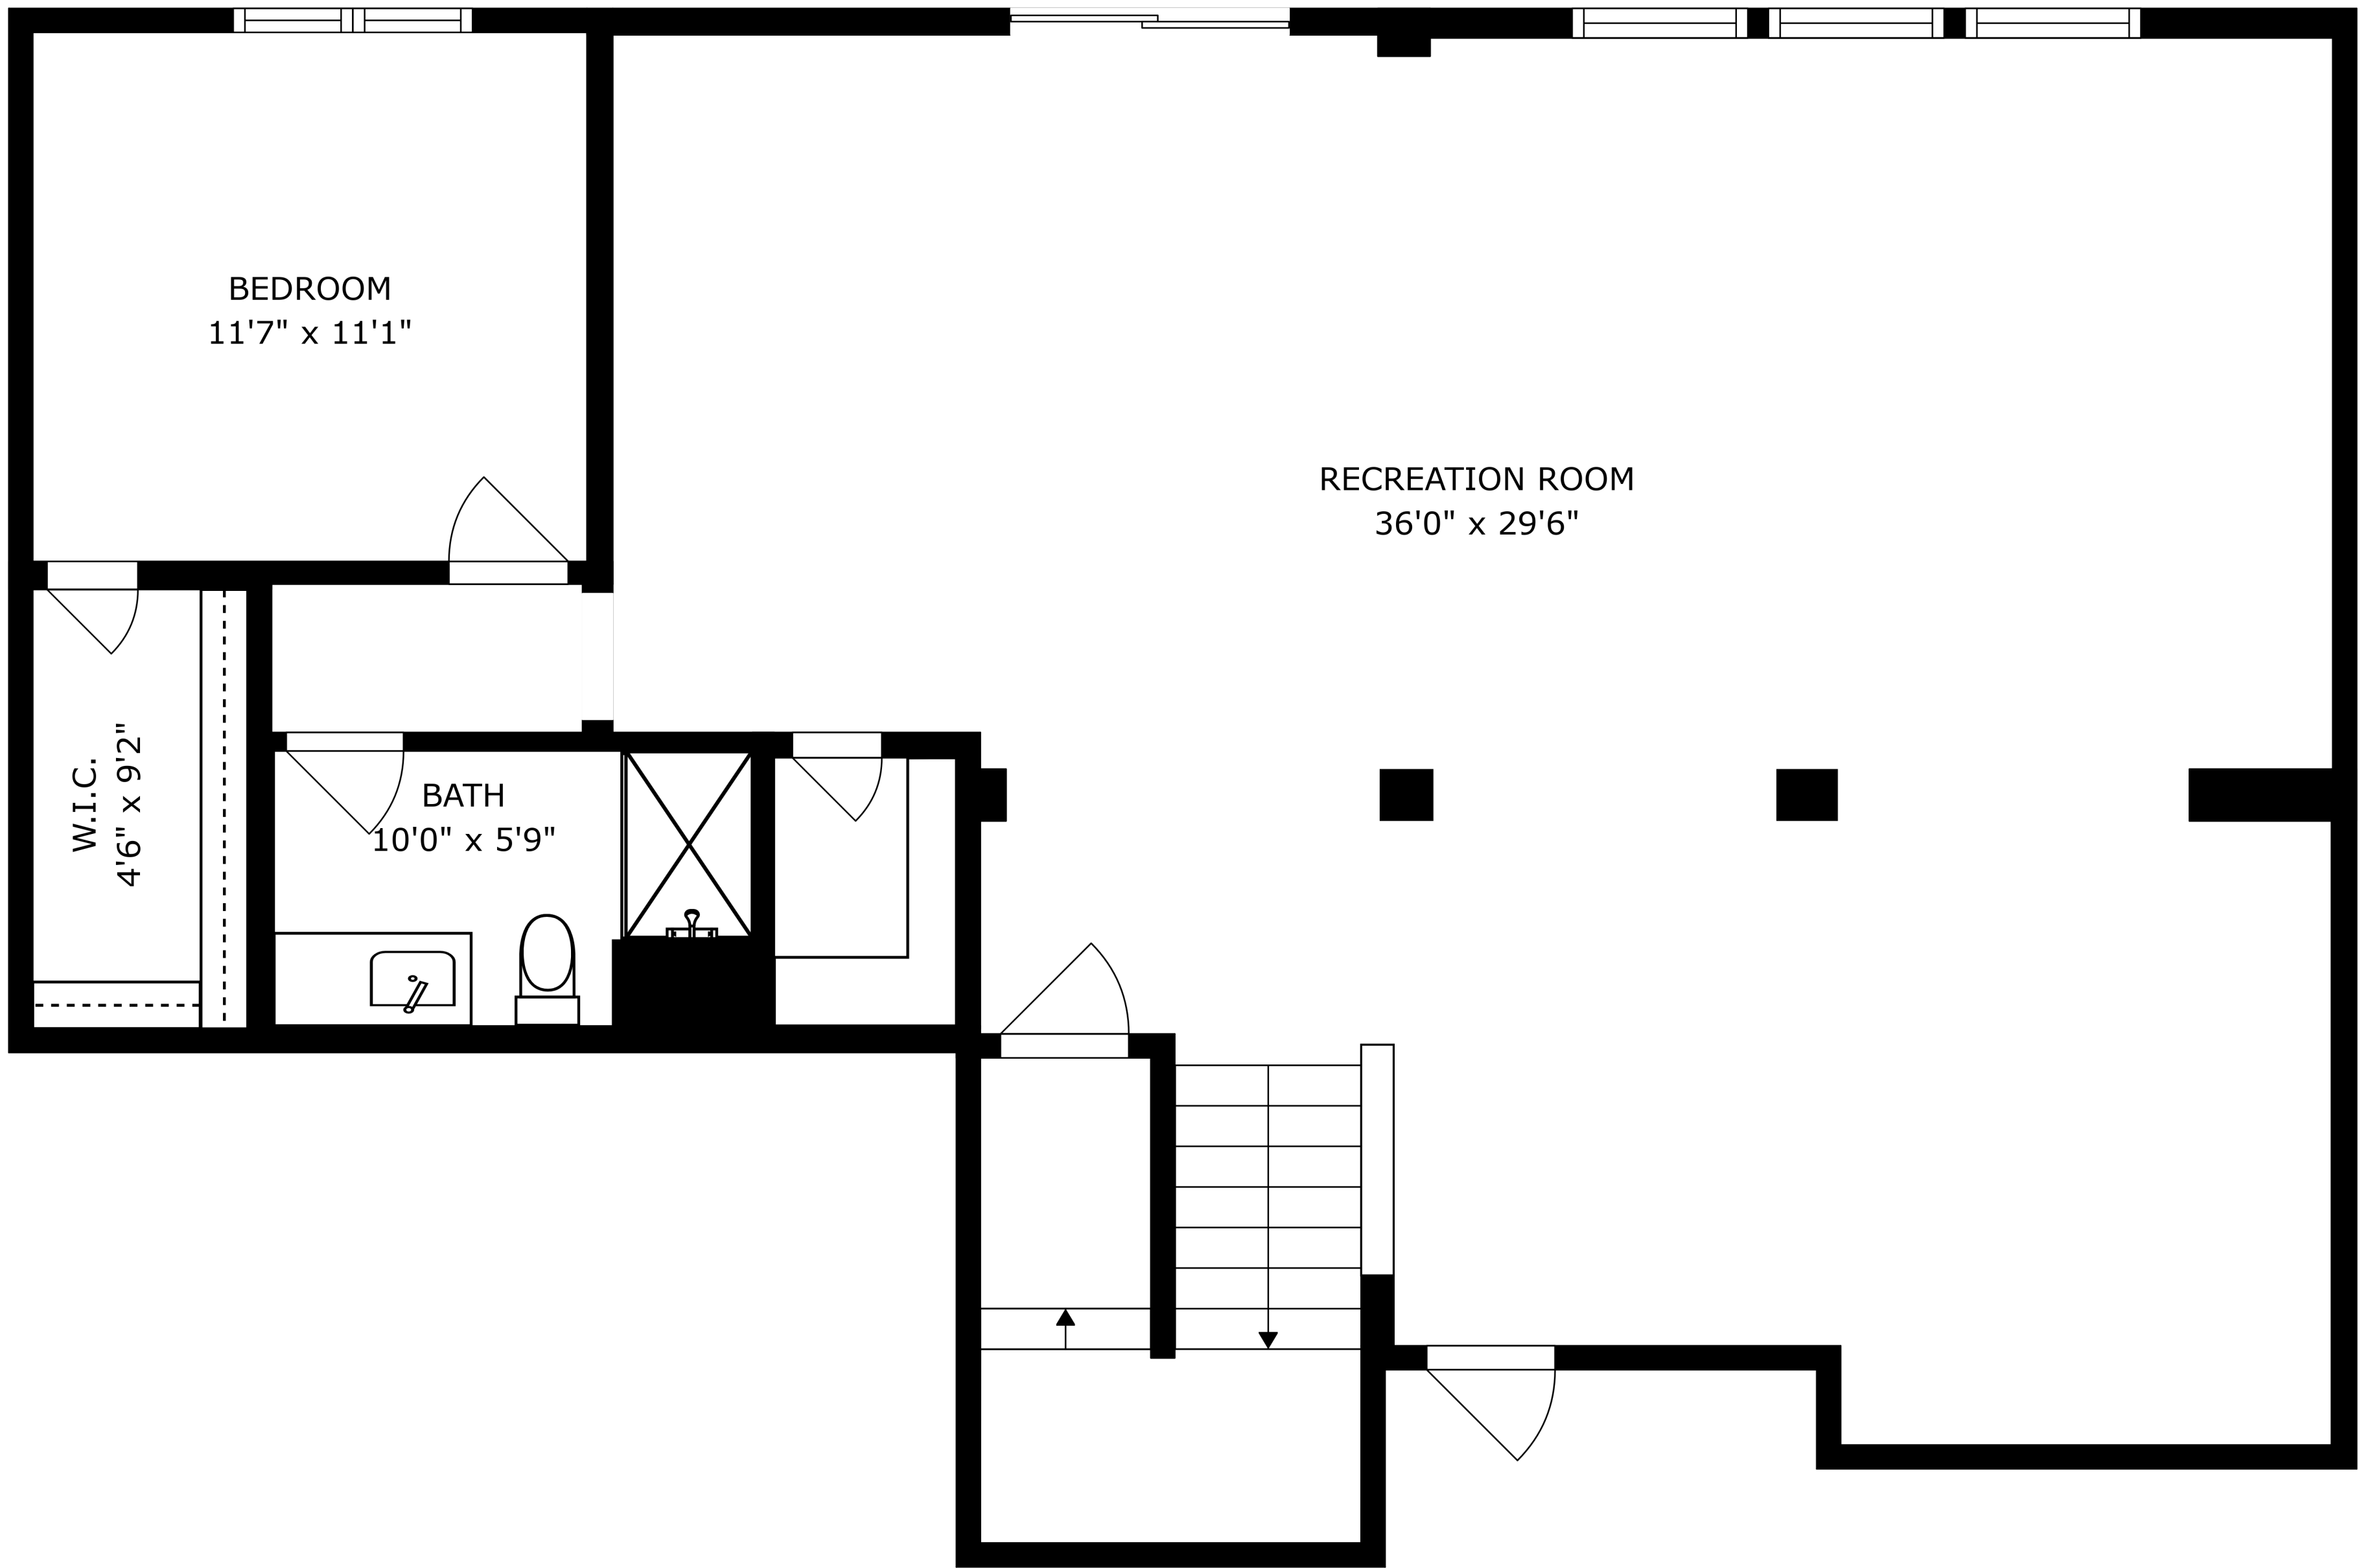 BEDROOM
11'7" x 11'1"
RECREATION ROOM
36'0" x 29'6"
W.I.C.
4'6" x 9'2"
BATH
10'0" x 5'9"